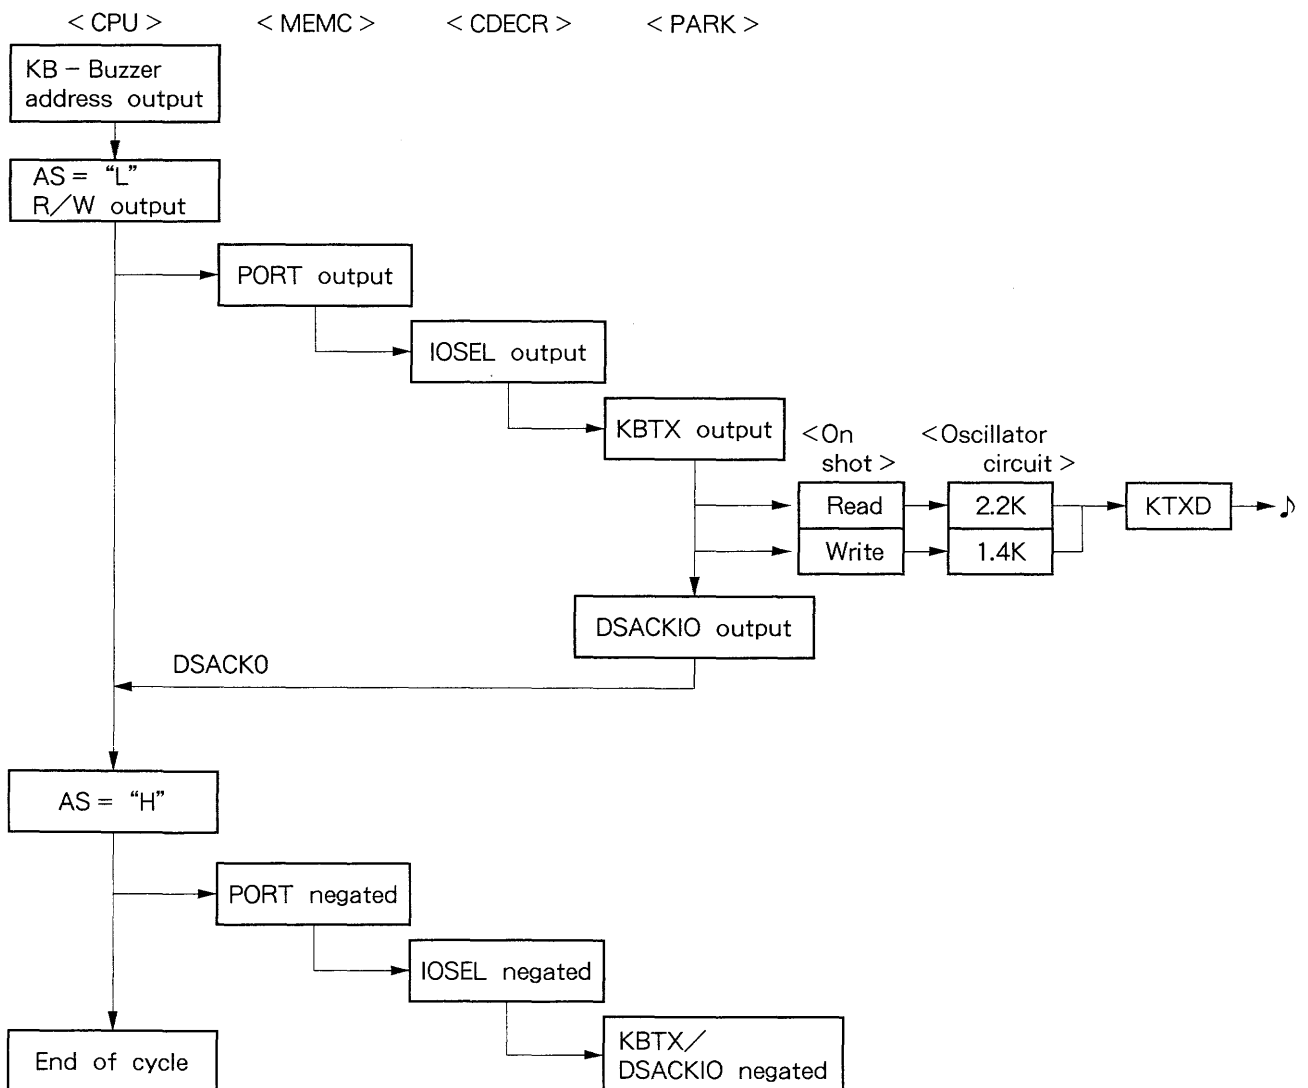 < CPU > < MEMC > < CDECR > < PARK >
KB – Buzzer
address output
AS = “L”
R/W output
PORT output
IOSEL output
KBTX output
<On
shot>
<Oscillator
circuit>
Read
2.2K
KTXD
♪
Write
1.4K
DSACKIO output
DSACK0
AS = “H”
PORT negated
IOSEL negated
KBTX/
DSACKIO negated
End of cycle